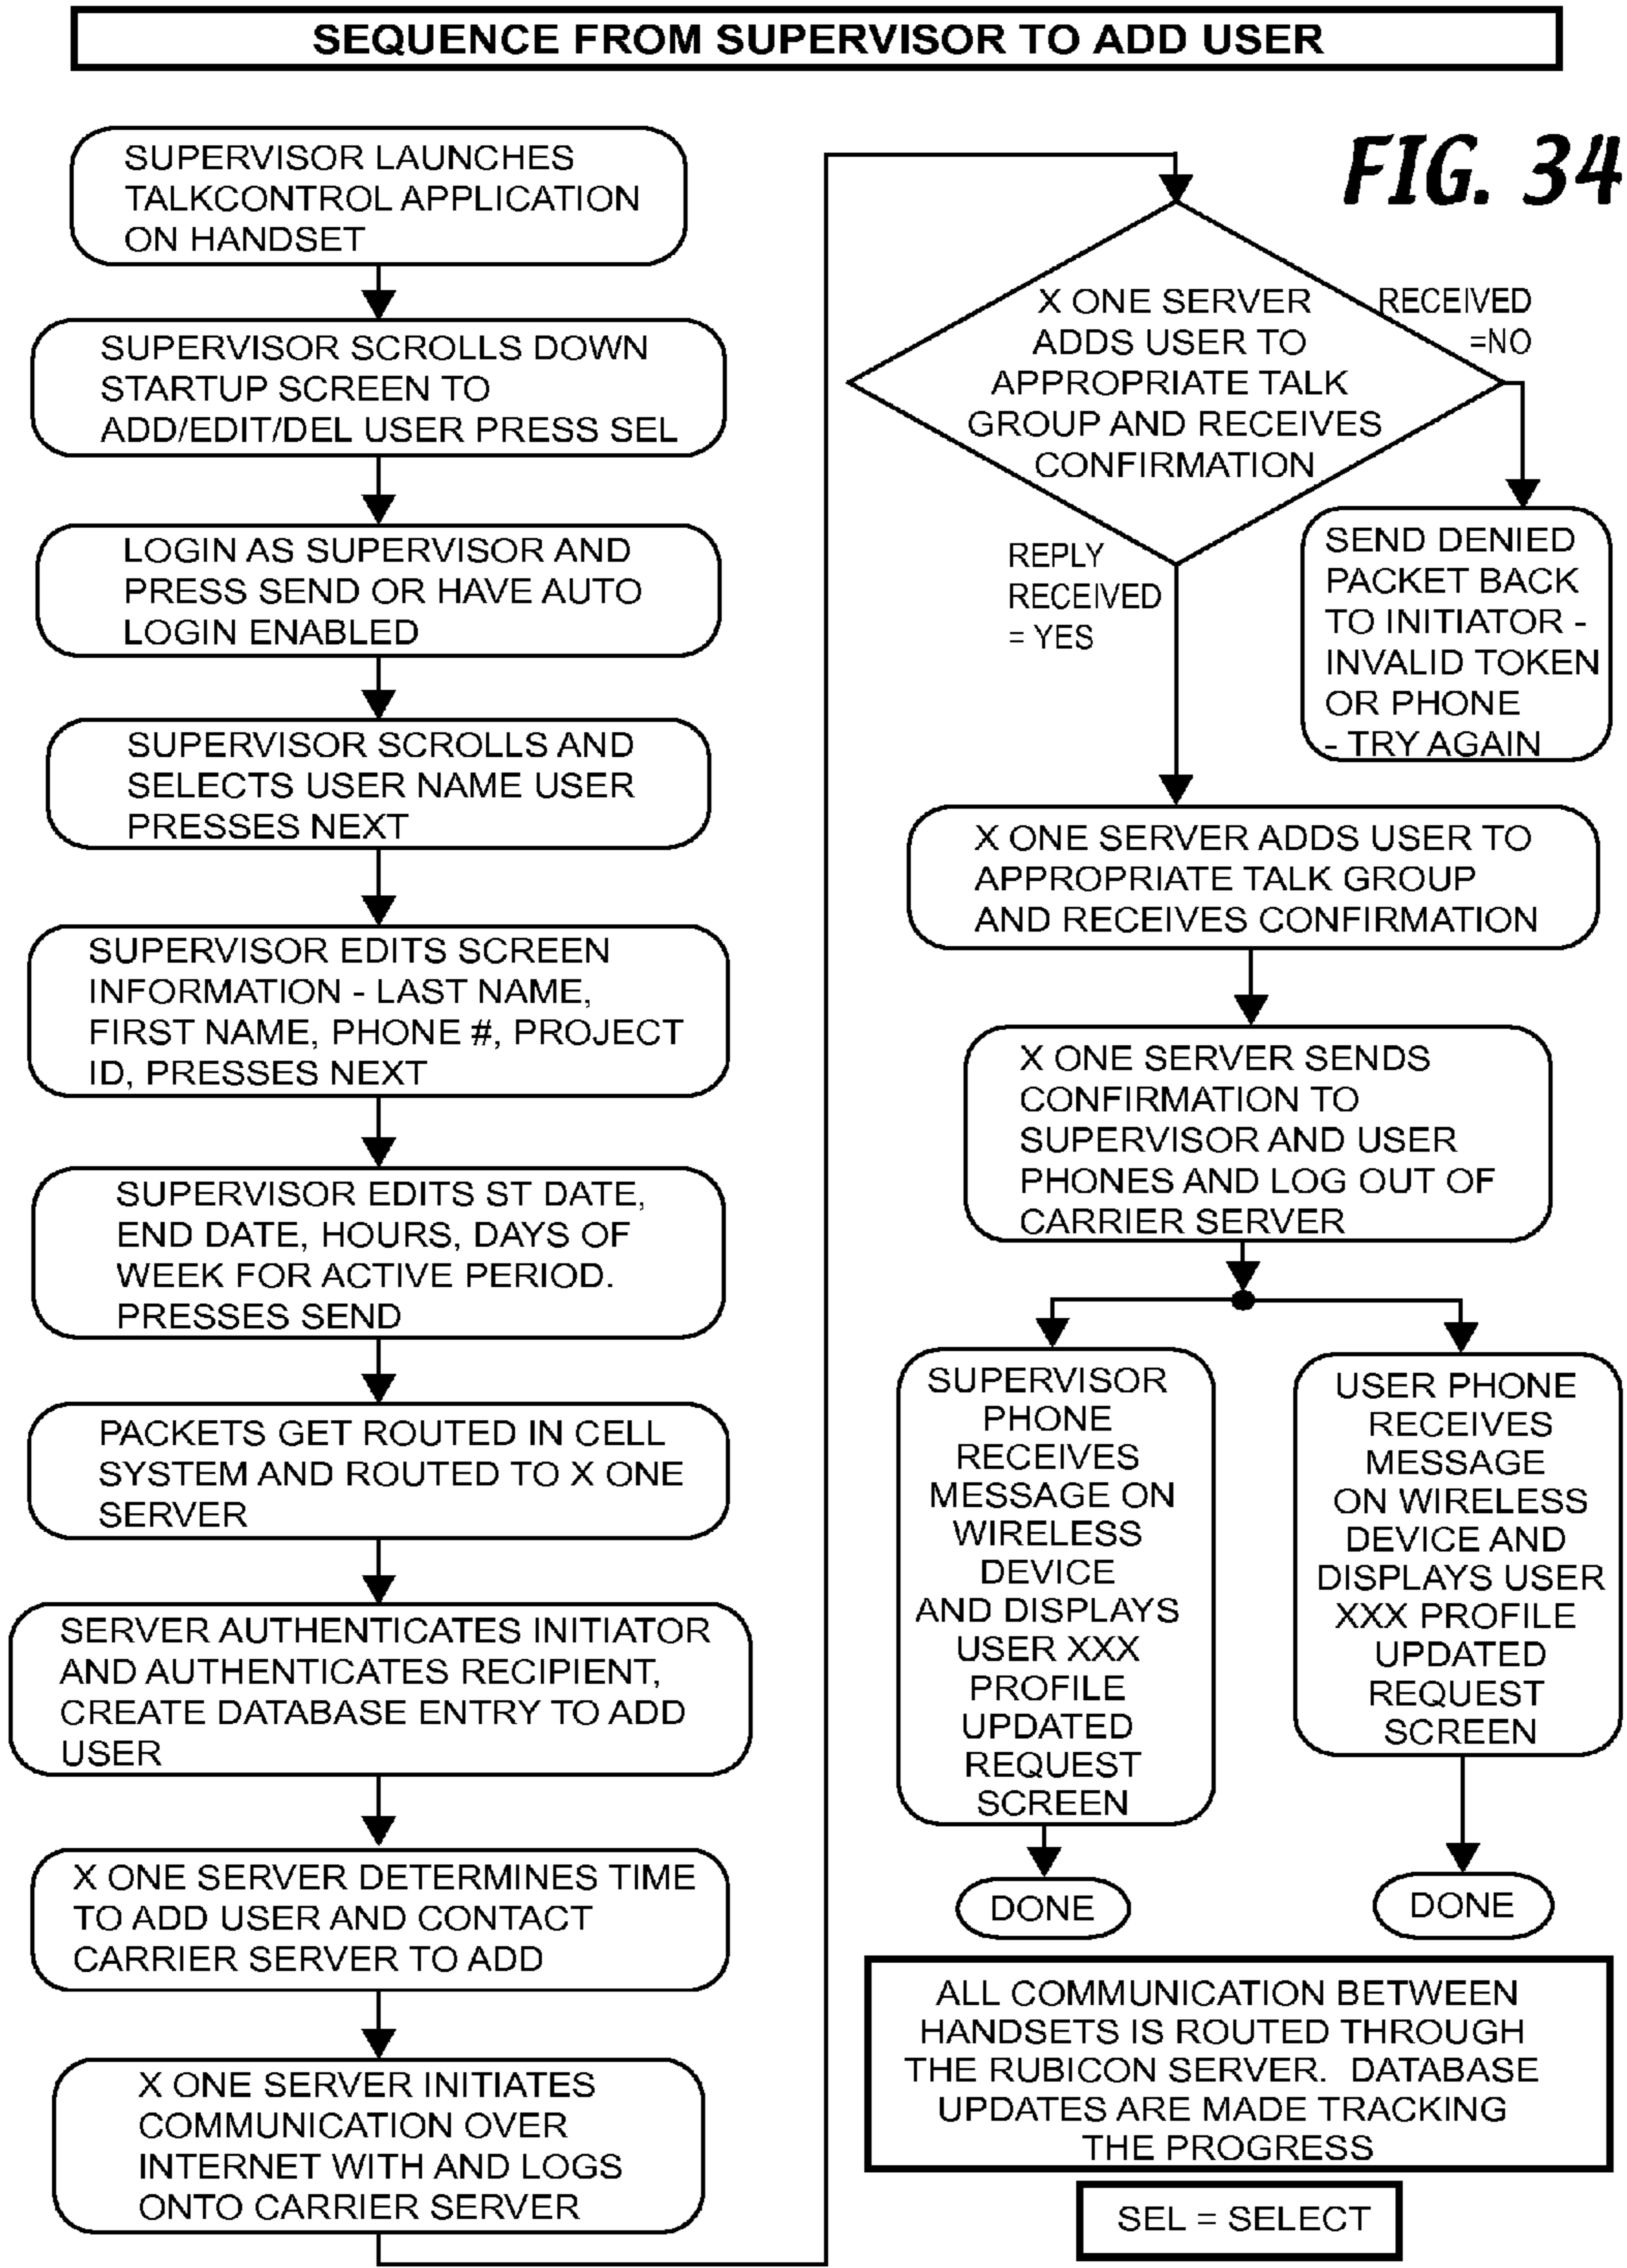 SEQUENCE FROM SUPERVISOR TO ADD USER
FIG. 34
SUPERVISOR LAUNCHES
TALKCONTROL APPLICATION
ON HANDSET
SUPERVISOR SCROLLS DOWN
STARTUP SCREEN TO
ADD/EDIT/DEL USER PRESS SEL
LOGIN AS SUPERVISOR AND
PRESS SEND OR HAVE AUTO
LOGIN ENABLED
SUPERVISOR SCROLLS AND
SELECTS USER NAME USER
PRESSES NEXT
SUPERVISOR EDITS SCREEN
INFORMATION - LAST NAME,
FIRST NAME, PHONE #, PROJECT
ID, PRESSES NEXT
SUPERVISOR EDITS ST DATE,
END DATE, HOURS, DAYS OF
WEEK FOR ACTIVE PERIOD.
PRESSES SEND
PACKETS GET ROUTED IN CELL
SYSTEM AND ROUTED TO X ONE
SERVER
SERVER AUTHENTICATES INITIATOR
AND AUTHENTICATES RECIPIENT,
CREATE DATABASE ENTRY TO ADD
USER
X ONE SERVER DETERMINES TIME
TO ADD USER AND CONTACT
CARRIER SERVER TO ADD
X ONE SERVER INITIATES
COMMUNICATION OVER
INTERNET WITH AND LOGS
ONTO CARRIER SERVER
X ONE SERVER
ADDS USER TO
APPROPRIATE TALK
GROUP AND RECEIVES
CONFIRMATION
RECEIVED
=NO
SEND DENIED
PACKET BACK
TO INITIATOR -
INVALID TOKEN
OR PHONE
- TRY AGAIN
REPLY
RECEIVED
= YES
X ONE SERVER ADDS USER TO
APPROPRIATE TALK GROUP
AND RECEIVES CONFIRMATION
X ONE SERVER SENDS
CONFIRMATION TO
SUPERVISOR AND USER
PHONES AND LOG OUT OF
CARRIER SERVER
SUPERVISOR
PHONE
RECEIVES
MESSAGE ON
WIRELESS
DEVICE
AND DISPLAYS
USER XXX
PROFILE
UPDATED
REQUEST
SCREEN
DONE
USER PHONE
RECEIVES
MESSAGE
ON WIRELESS
DEVICE AND
DISPLAYS USER
XXX PROFILE
UPDATED
REQUEST
SCREEN
DONE
ALL COMMUNICATION BETWEEN
HANDSETS IS ROUTED THROUGH
THE RUBICON SERVER. DATABASE
UPDATES ARE MADE TRACKING
THE PROGRESS
SEL = SELECT